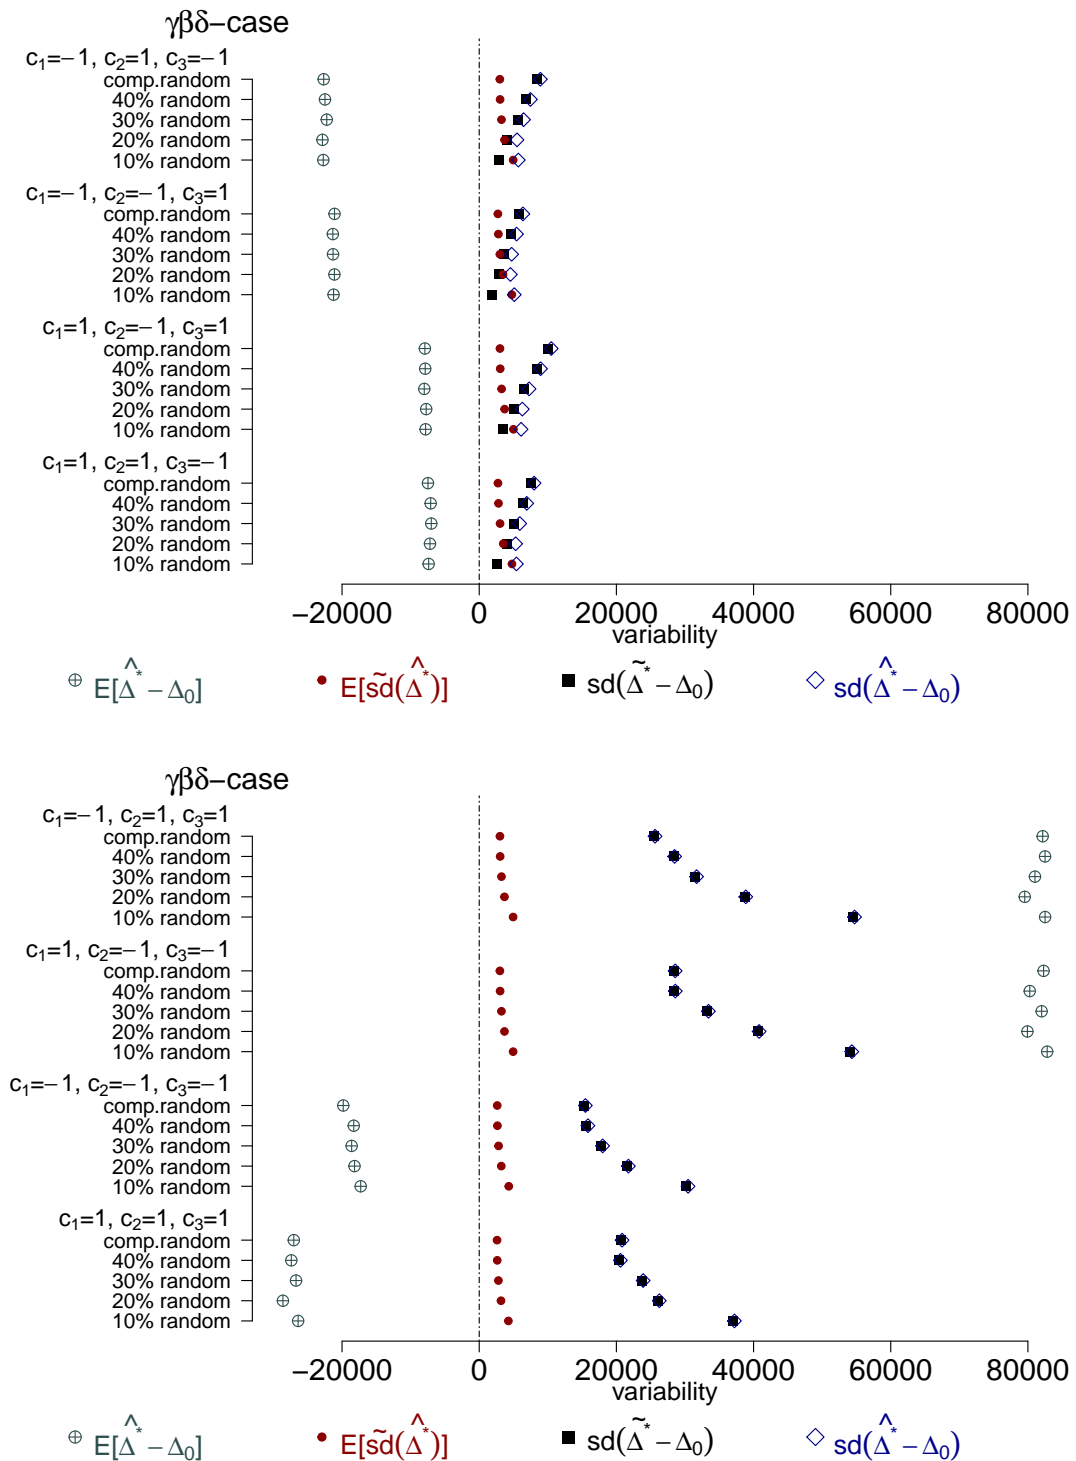 γβδ−case
c₁=−1, c₂=1, c₃=−1
comp.random
40% random
30% random
20% random
10% random
c₁=−1, c₂=−1, c₃=1
comp.random
40% random
30% random
20% random
10% random
c₁=1, c₂=−1, c₃=1
comp.random
40% random
30% random
20% random
10% random
c₁=1, c₂=1, c₃=−1
comp.random
40% random
30% random
20% random
10% random
−20000 0 20000 40000 60000 80000
variability
E[Δ̂* − Δ₀] E[s̃d(Δ̂*)] sd(Δ̃* − Δ₀) sd(Δ̂* − Δ₀)
γβδ−case
c₁=−1, c₂=1, c₃=1
comp.random
40% random
30% random
20% random
10% random
c₁=1, c₂=−1, c₃=−1
comp.random
40% random
30% random
20% random
10% random
c₁=−1, c₂=−1, c₃=−1
comp.random
40% random
30% random
20% random
10% random
c₁=1, c₂=1, c₃=1
comp.random
40% random
30% random
20% random
10% random
−20000 0 20000 40000 60000 80000
variability
E[Δ̂* − Δ₀] E[s̃d(Δ̂*)] sd(Δ̃* − Δ₀) sd(Δ̂* − Δ₀)